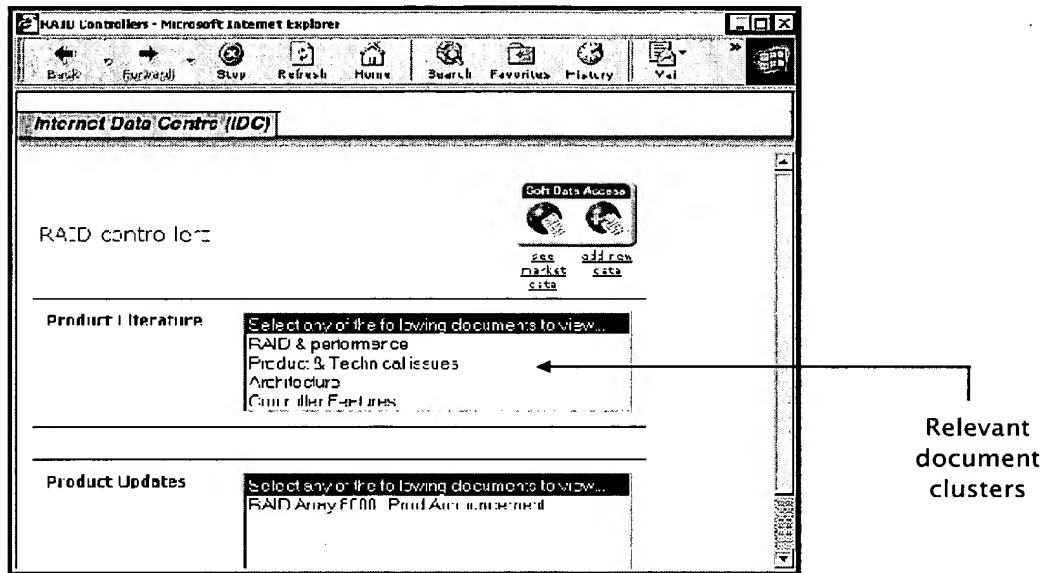 RAID Controllers - Microsoft Internet Explorer
Back Forward Stop Refresh Home Search Favorites History Mail »
Internet Data Centre (IDC)
Soft Data Access
RAID controllers
see market data
add new data
Product Literature
Select any of the following documents to view...
RAID & performance
Product & Technical issues
Architecture
Controller Features
Relevant
document
clusters
Product Updates
Select any of the following documents to view...
RAID Array Prod Announcement